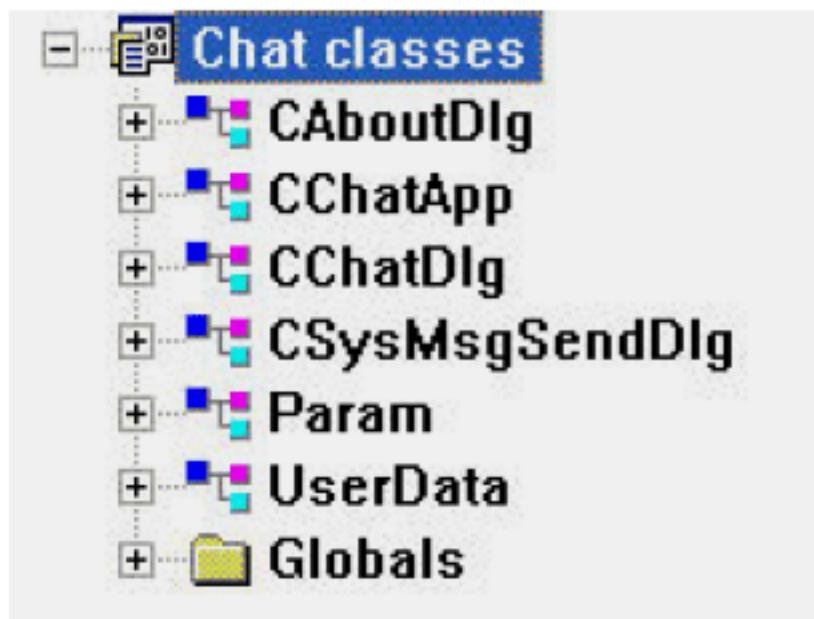 Chat classes
CAboutDlg
CChatApp
CChatDlg
CSysMsgSendDlg
Param
UserData
Globals